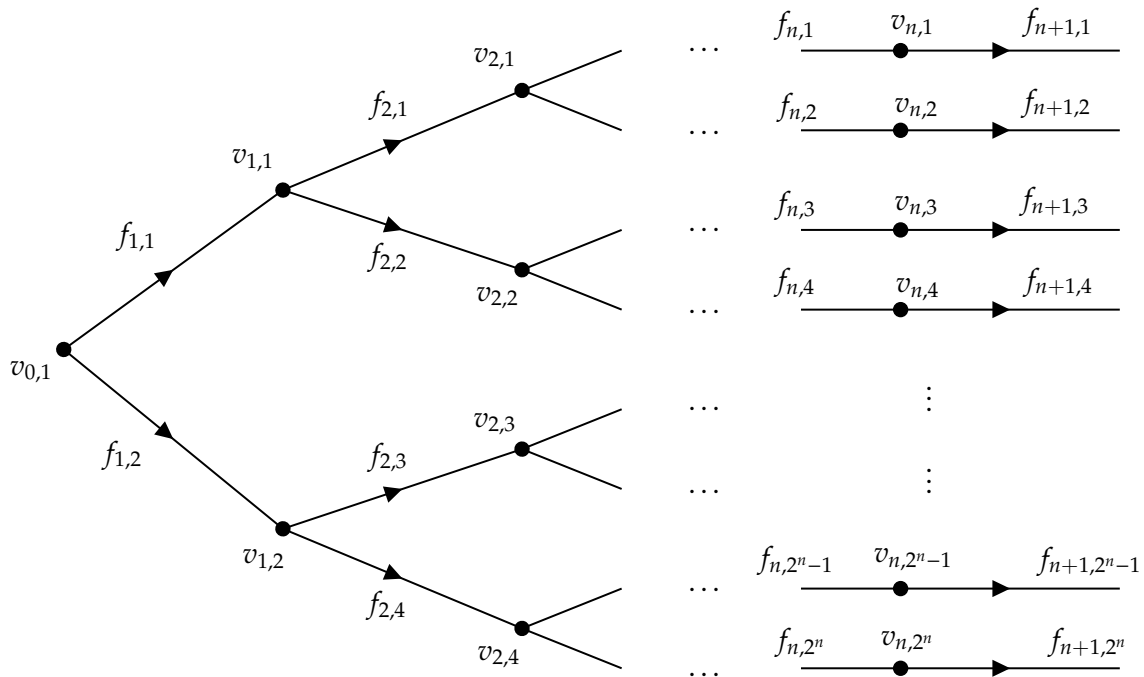 f_{n,1} v_{n,1} f_{n+1,1}
v_{2,1} ...
f_{2,1} f_{n,2} v_{n,2} f_{n+1,2}
...
v_{1,1}
f_{n,3} v_{n,3} f_{n+1,3}
...
f_{1,1} f_{2,2}
v_{2,2} f_{n,4} v_{n,4} f_{n+1,4}
...
v_{0,1}
⋮
v_{2,3} ...
f_{1,2} f_{2,3}
... ⋮
v_{1,2}
f_{n,2^n−1} v_{n,2^n−1} f_{n+1,2^n−1}
...
f_{2,4}
v_{2,4} f_{n,2^n} v_{n,2^n} f_{n+1,2^n}
...